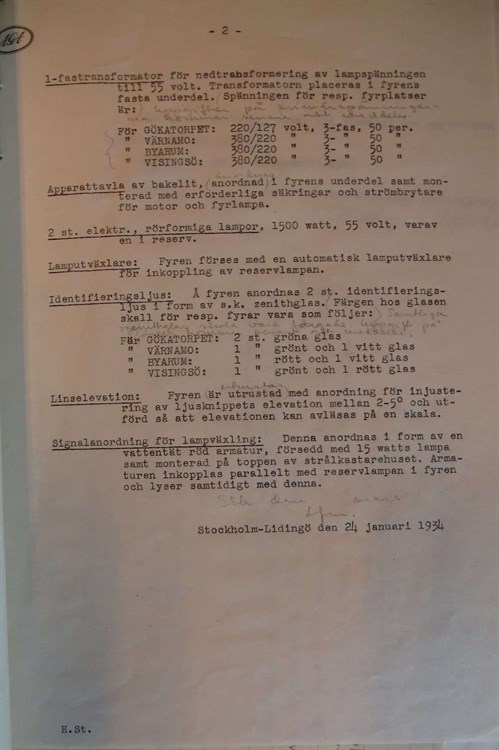 - 2 -
1-fastransformator för nedtransformering av lampspänningen
till 55 volt. Transformatorn placeras i fyrens
fasta underdel. Spänningen för resp. fyrplatser
är:
För GÖKATORPET: 220/127 volt, 3-fas, 50 per.
" VÄRNAMO: 380/220 " 3- " 50 "
" BYARUM: 380/220 " 3- " 50 "
" VISINGSÖ: 380/220 " 3- " 50 "
Apparattavla av bakelit, (anordnad) i fyrens underdel samt mon-
terad med erforderliga säkringar och strömbrytare
för motor och fyrlampa.
2 st. elektr., rörformiga lampor, 1500 watt, 55 volt, varav
en i reserv.
Lamputväxlare: Fyren förses med en automatisk lamputväxlare
för inkoppling av reservlampan.
Identifieringsljus: Å fyren anordnas 2 st. identifierings-
ljus i form av s.k. zenithglas. Färgen hos glasen
skall för resp. fyrar vara som följer:
För GÖKATORPET: 2 st. gröna glas
" VÄRNAMO: 1 " grönt och 1 vitt glas
" BYARUM: 1 " rött och 1 vitt glas
" VISINGSÖ: 1 " grönt och 1 rött glas
Linselevation: Fyren (är utrustad) med anordning för injuste-
ring av ljusknippets elevation mellan 2-5° och ut-
förd så att elevationen kan avläsas på en skala.
Signalanordning för lampväxling: Denna anordnas i form av en
vattentät röd armatur, försedd med 15 watts lampa
samt monterad på toppen av strålkastarehuset. Arma-
turen inkopplas parallelt med reservlampan i fyren
och lyser samtidigt med denna.
Stockholm-Lidingö den 24 januari 1934
H.St.